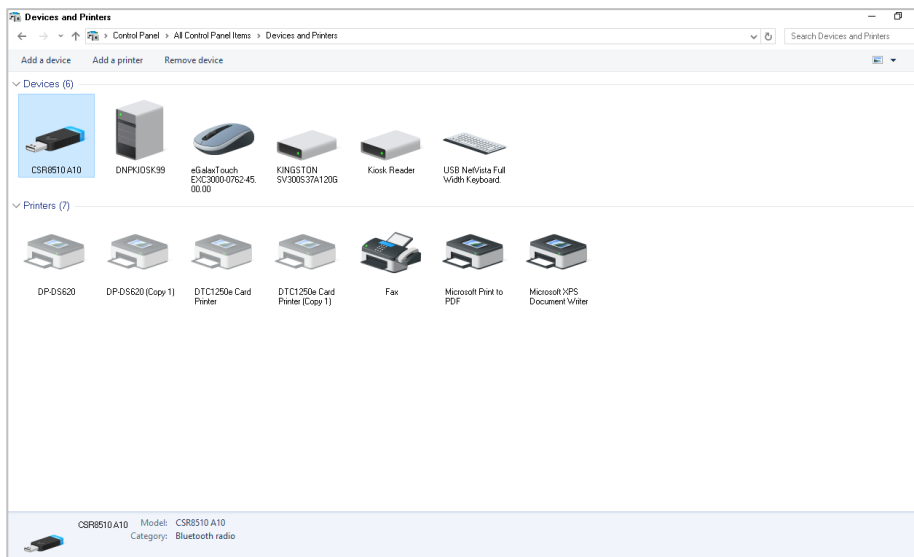 Devices and Printers
Control Panel > All Control Panel Items > Devices and Printers
Search Devices and Printers
Add a device Add a printer Remove device
Devices (6)
CSR8510 A10
DNPKIOSK99
eGalaxTouch
EXC3000-0762-45.
00.00
KINGSTON
SV300S37A120G
Kiosk Reader
USB NetVista Full
Width Keyboard.
Printers (7)
DP-DS620
DP-DS620 (Copy 1)
DTC1250e Card
Printer
DTC1250e Card
Printer (Copy 1)
Fax
Microsoft Print to
PDF
Microsoft XPS
Document Writer
CSR8510 A10 Model: CSR8510 A10
Category: Bluetooth radio